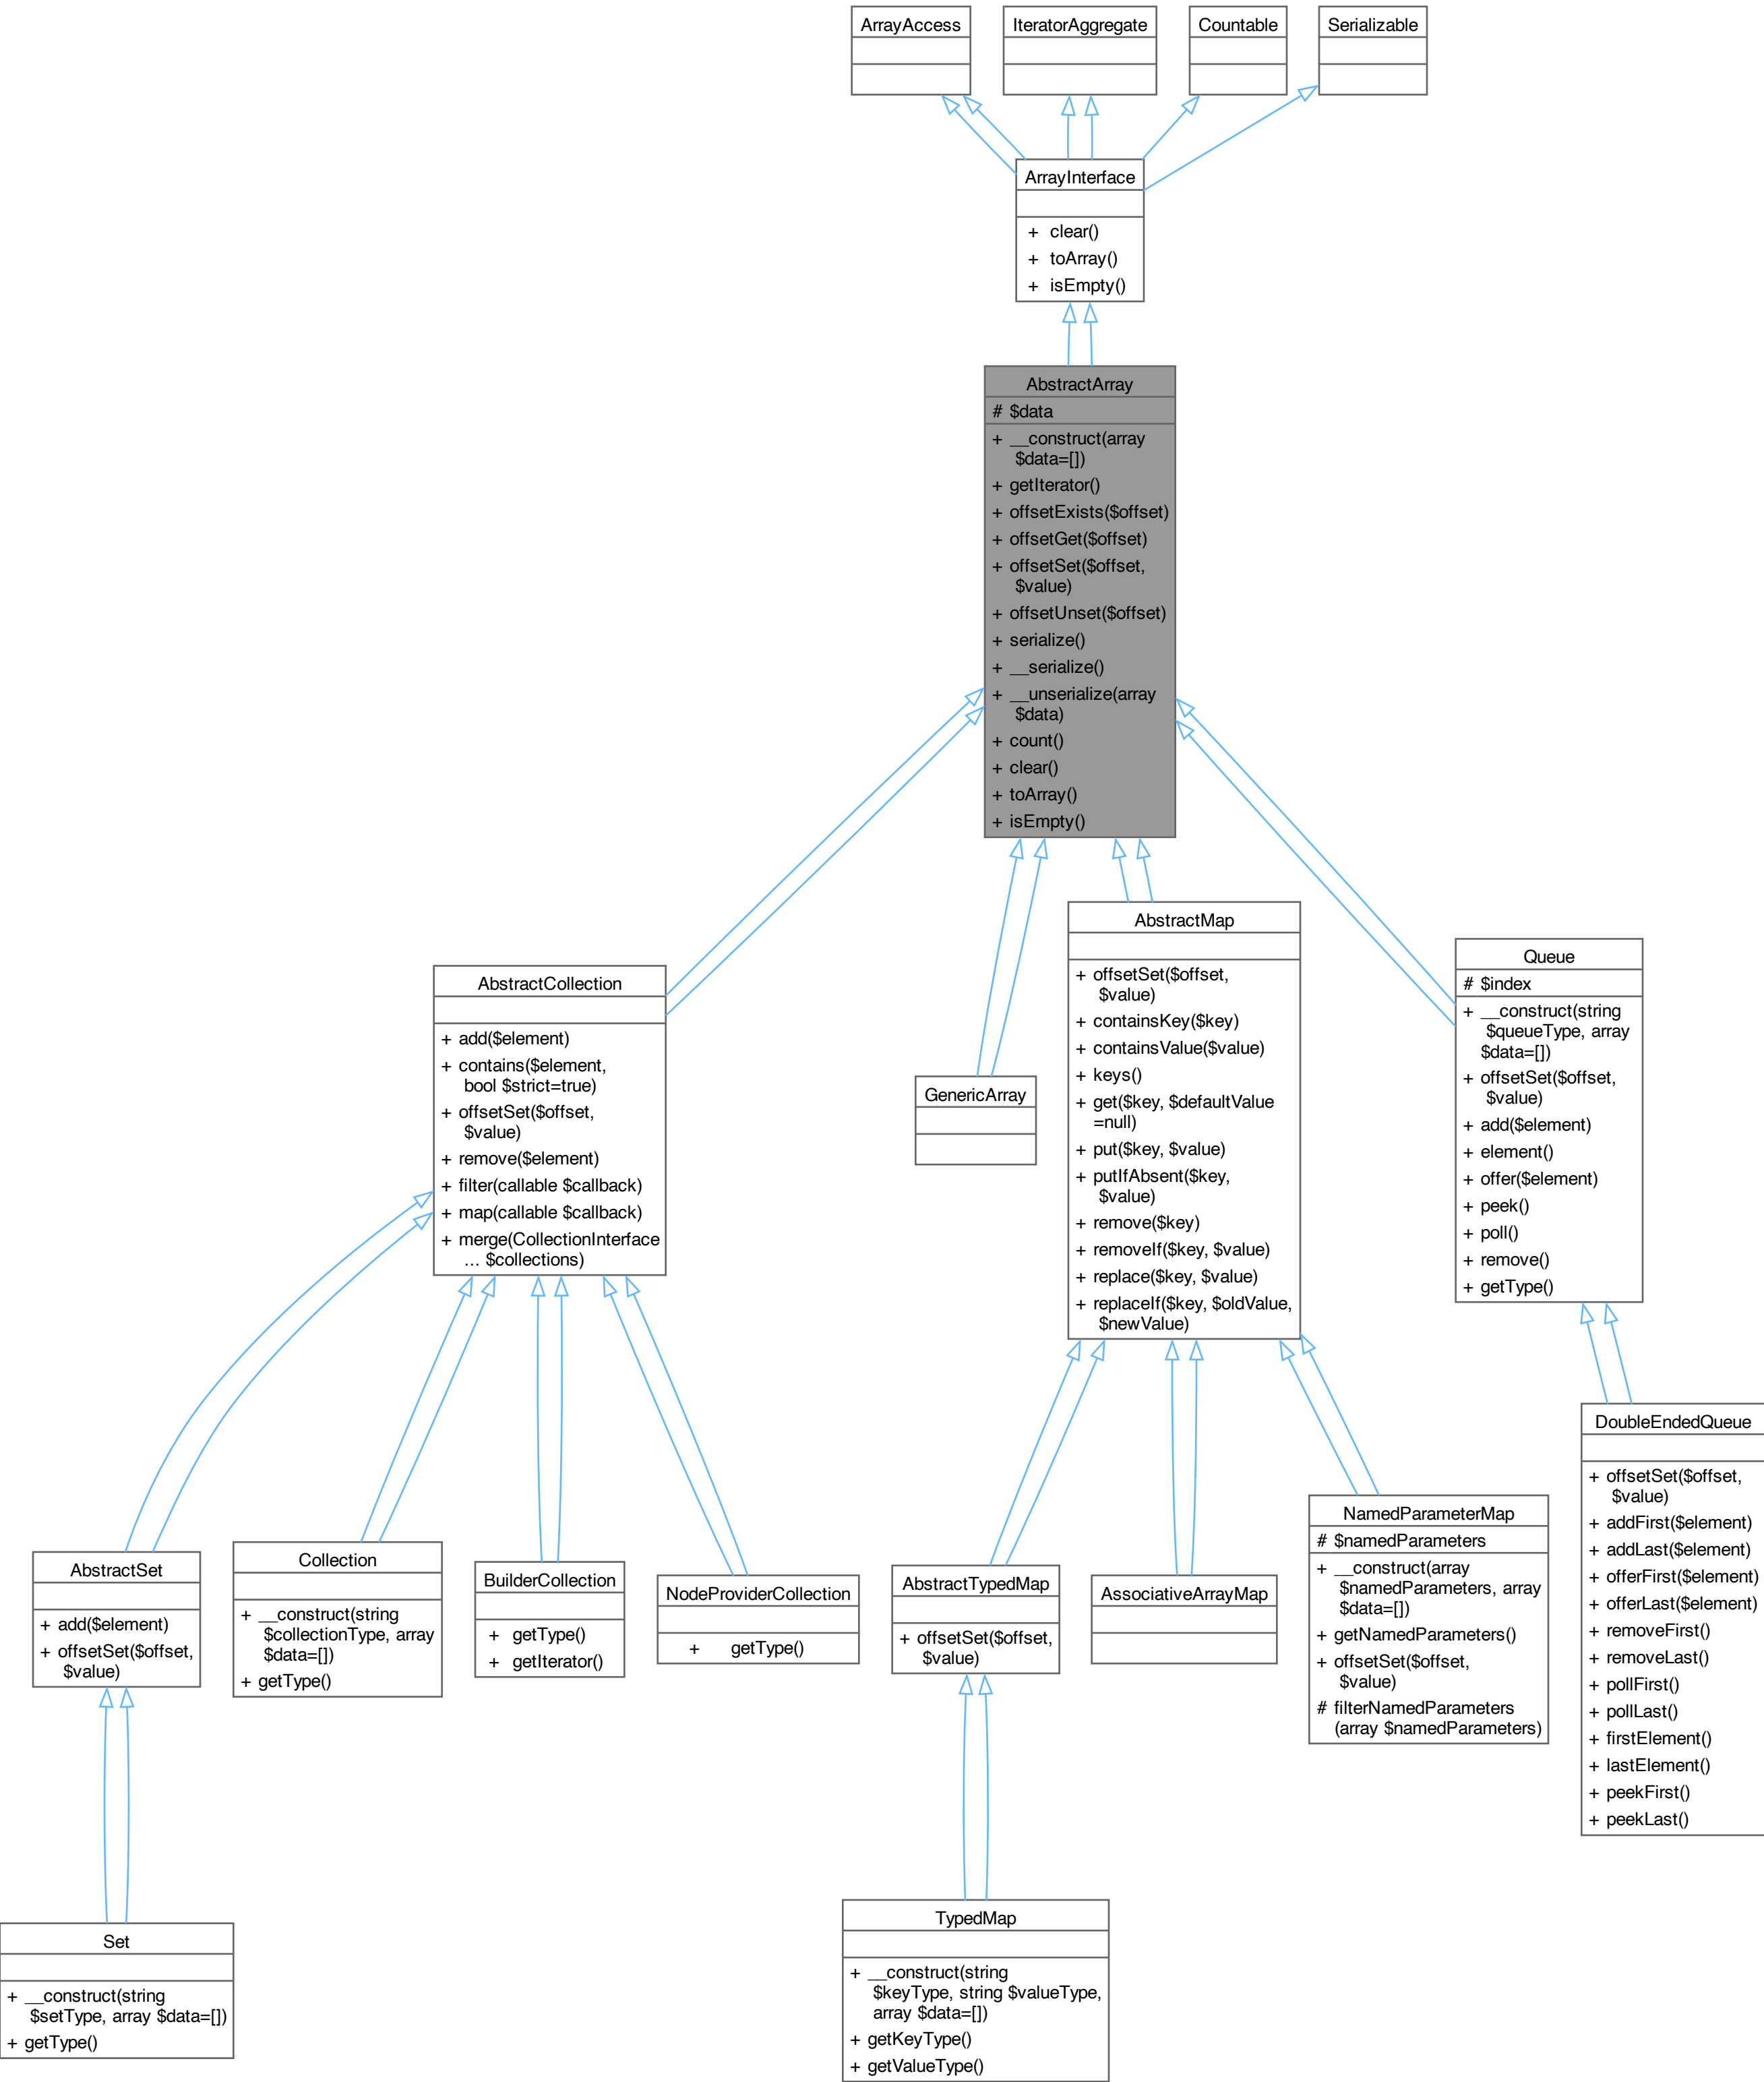 ArrayAccess
IteratorAggregate
Countable
Serializable
ArrayInterface
+ clear()
+ toArray()
+ isEmpty()
AbstractArray
# $data
+ __construct(array
$data=[])
+ getIterator()
+ offsetExists($offset)
+ offsetGet($offset)
+ offsetSet($offset,
$value)
+ offsetUnset($offset)
+ serialize()
+ __serialize()
+ __unserialize(array
$data)
+ count()
+ clear()
+ toArray()
+ isEmpty()
AbstractCollection
+ add($element)
+ contains($element,
bool $strict=true)
+ offsetSet($offset,
$value)
+ remove($element)
+ filter(callable $callback)
+ map(callable $callback)
+ merge(CollectionInterface
... $collections)
GenericArray
AbstractMap
+ offsetSet($offset,
$value)
+ containsKey($key)
+ containsValue($value)
+ keys()
+ get($key, $defaultValue
=null)
+ put($key, $value)
+ putIfAbsent($key,
$value)
+ remove($key)
+ removeIf($key, $value)
+ replace($key, $value)
+ replaceIf($key, $oldValue,
$newValue)
Queue
# $index
+ __construct(string
$queueType, array
$data=[])
+ offsetSet($offset,
$value)
+ add($element)
+ element()
+ offer($element)
+ peek()
+ poll()
+ remove()
+ getType()
AbstractSet
+ add($element)
+ offsetSet($offset,
$value)
Collection
+ __construct(string
$collectionType, array
$data=[])
+ getType()
BuilderCollection
+ getType()
+ getIterator()
NodeProviderCollection
+ getType()
AbstractTypedMap
+ offsetSet($offset,
$value)
AssociativeArrayMap
NamedParameterMap
# $namedParameters
+ __construct(array
$namedParameters, array
$data=[])
+ getNamedParameters()
+ offsetSet($offset,
$value)
# filterNamedParameters
(array $namedParameters)
DoubleEndedQueue
+ offsetSet($offset,
$value)
+ addFirst($element)
+ addLast($element)
+ offerFirst($element)
+ offerLast($element)
+ removeFirst()
+ removeLast()
+ pollFirst()
+ pollLast()
+ firstElement()
+ lastElement()
+ peekFirst()
+ peekLast()
Set
+ __construct(string
$setType, array $data=[])
+ getType()
TypedMap
+ __construct(string
$keyType, string $valueType,
array $data=[])
+ getKeyType()
+ getValueType()